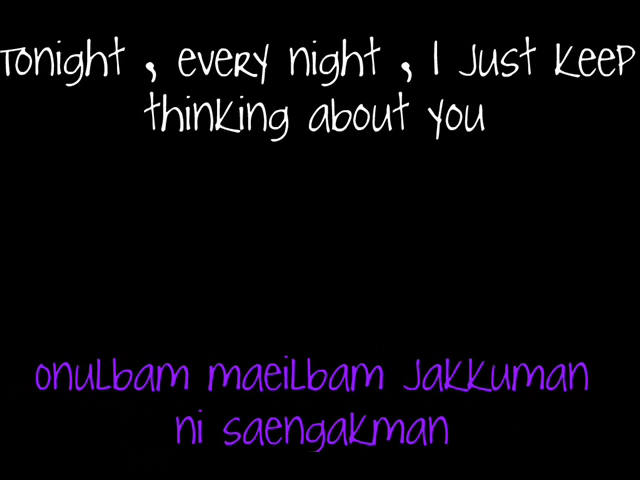 Tonight , every night , I just keep
thinking about you
onulbam maeilbam jakkuman
ni saengakman